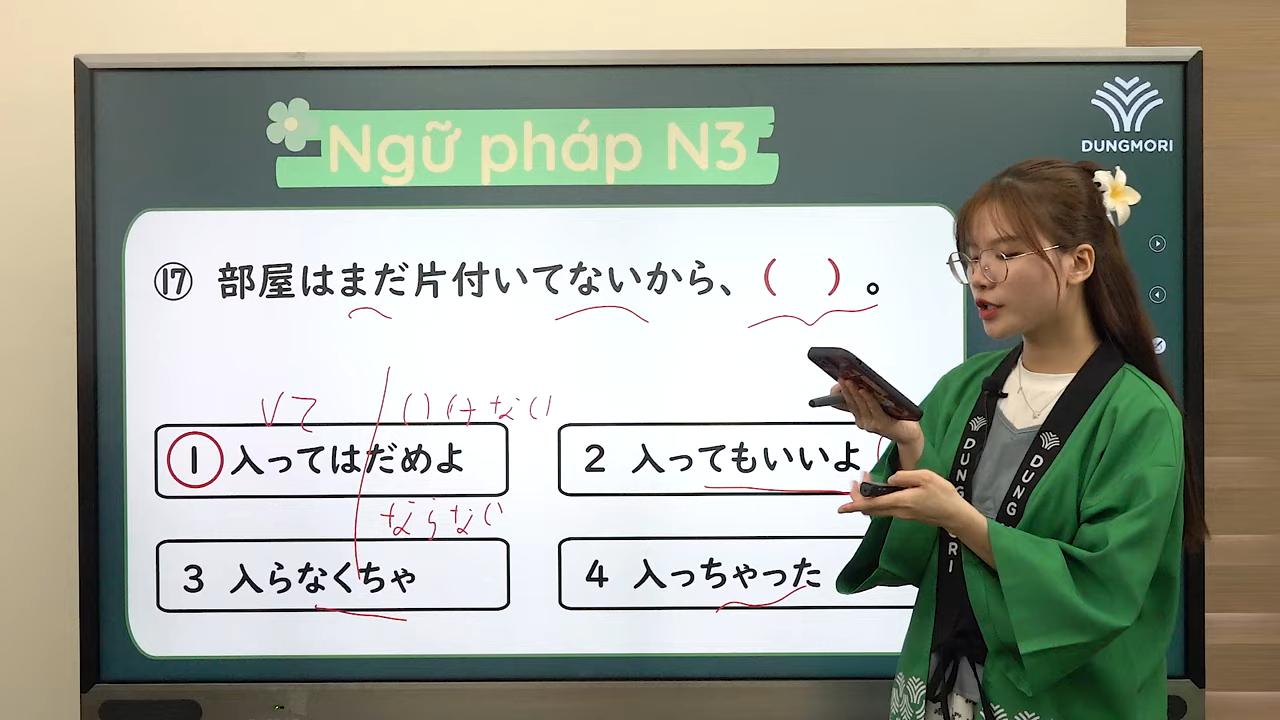 Ngữ pháp N3
DUNGMORI
⑰ 部屋はまだ片付いてないから、( )。
Vて いけない
1 入ってはだめよ
2 入ってもいいよ
ならない
3 入らなくちゃ
4 入っちゃった
DUNGMORI
DUNG